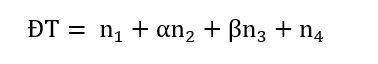 ĐT = n₁ + αn₂ + βn₃ + n₄